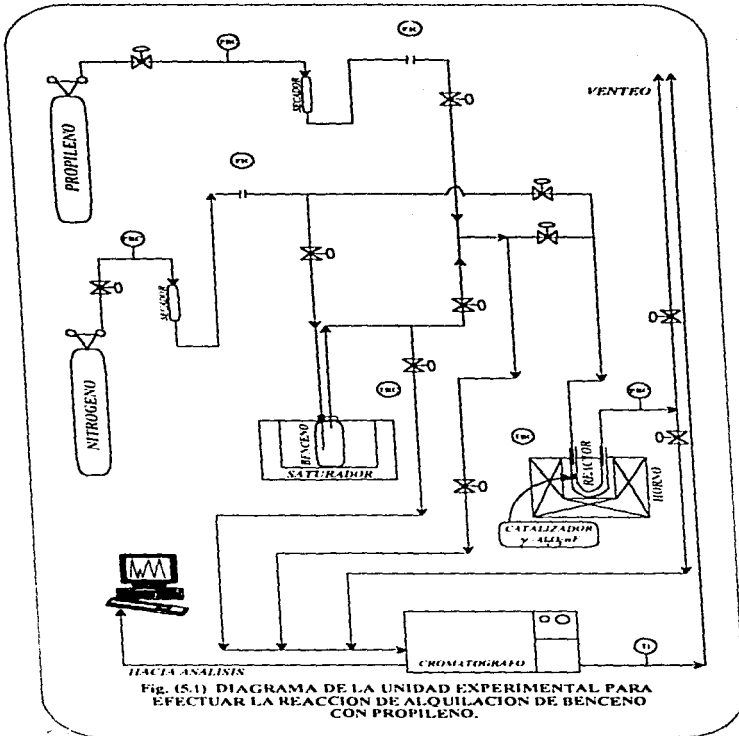 PROPILENO
SECADOR
VENTEO
NITROGENO
SECADOR
BENCENO
SATURADOR
REACTOR
HORNO
CATALIZADOR
CROMATOGRAFO
HACIA ANALISIS
Fig. (5.1) DIAGRAMA DE LA UNIDAD EXPERIMENTAL PARA
EFECTUAR LA REACCION DE ALQUILACION DE BENCENO
CON PROPILENO.